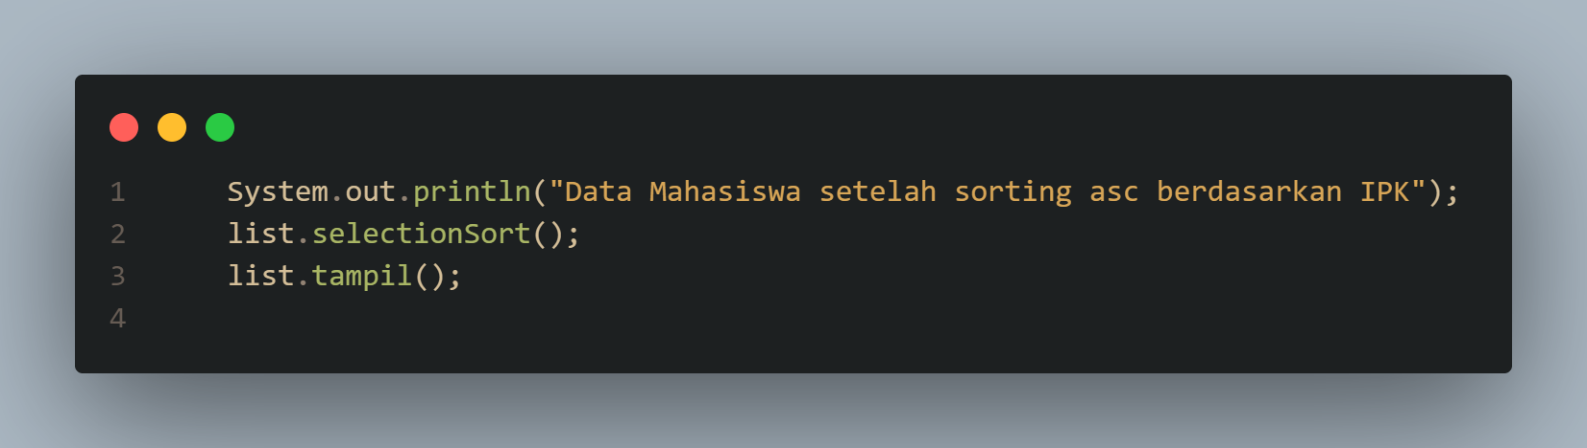 1 System.out.println("Data Mahasiswa setelah sorting asc berdasarkan IPK");
2 list.selectionSort();
3 list.tampil();
4